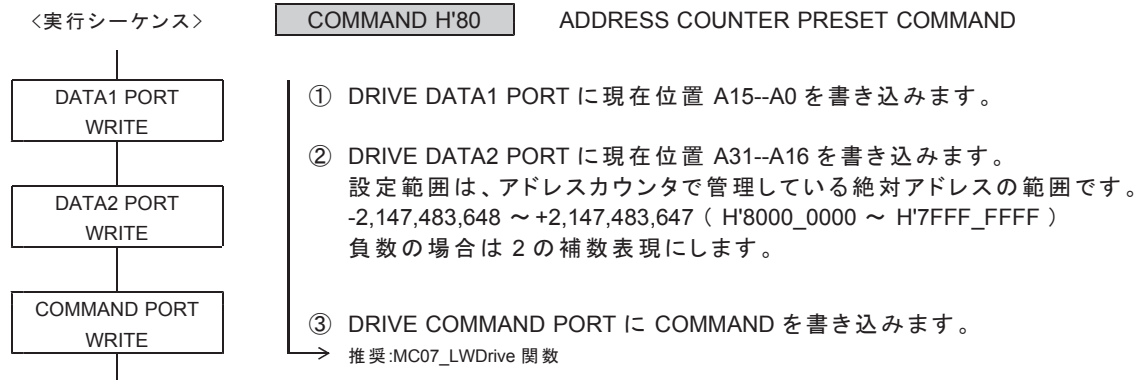 〈実行シーケンス〉
COMMAND H'80
ADDRESS COUNTER PRESET COMMAND
DATA1 PORT
WRITE
① DRIVE DATA1 PORT に現在位置 A15--A0 を書き込みます。
② DRIVE DATA2 PORT に現在位置 A31--A16 を書き込みます。
設定範囲は、アドレスカウンタで管理している絶対アドレスの範囲です。
-2,147,483,648 ～ +2,147,483,647 ( H'8000_0000 ～ H'7FFF_FFFF )
負数の場合は 2 の補数表現にします。
DATA2 PORT
WRITE
COMMAND PORT
WRITE
③ DRIVE COMMAND PORT に COMMAND を書き込みます。
推奨:MC07_LWDrive 関数